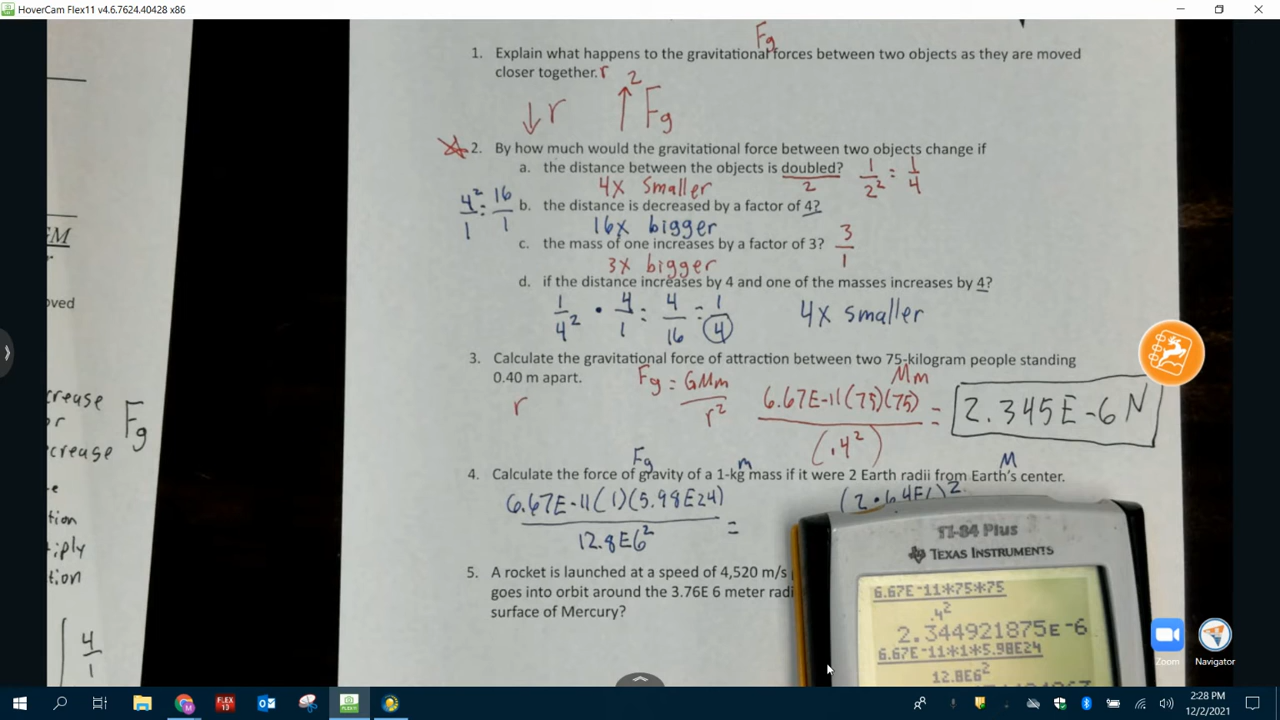 HoverCam Flex11 v4.6.7624.40428 x86
Fg
1. Explain what happens to the gravitational forces between two objects as they are moved
closer together. r
↓ r ↑ 2 Fg
2. By how much would the gravitational force between two objects change if
a. the distance between the objects is doubled? 1/2² = 1/4
4x smaller 2
4²/1 = 16/1 b. the distance is decreased by a factor of 4?
16x bigger
c. the mass of one increases by a factor of 3? 3/1
3x bigger
d. if the distance increases by 4 and one of the masses increases by 4?
1/4² • 4/1 = 4/16 = 1/4 4x smaller
3. Calculate the gravitational force of attraction between two 75-kilogram people standing
Mm
0.40 m apart. Fg = GMm/r² 6.67E-11(75)(75)/(.4²) = 2.345E-6 N
r
Fg m M
4. Calculate the force of gravity of a 1-kg mass if it were 2 Earth radii from Earth's center.
6.67E-11(1)(5.98E24)/12.8E6² =
5. A rocket is launched at a speed of 4,520 m/s
goes into orbit around the 3.76E 6 meter radi
surface of Mercury?
EM
oved
crease
or
crease
Fg
tion
tiply
tion
4/1
TI-84 Plus
TEXAS INSTRUMENTS
6.67E-11*75*75
.4²
2.344921875E-6
6.67E-11*1*5.98E24
12.8E6²
Zoom
Navigator
FLEX
2:28 PM
12/2/2021